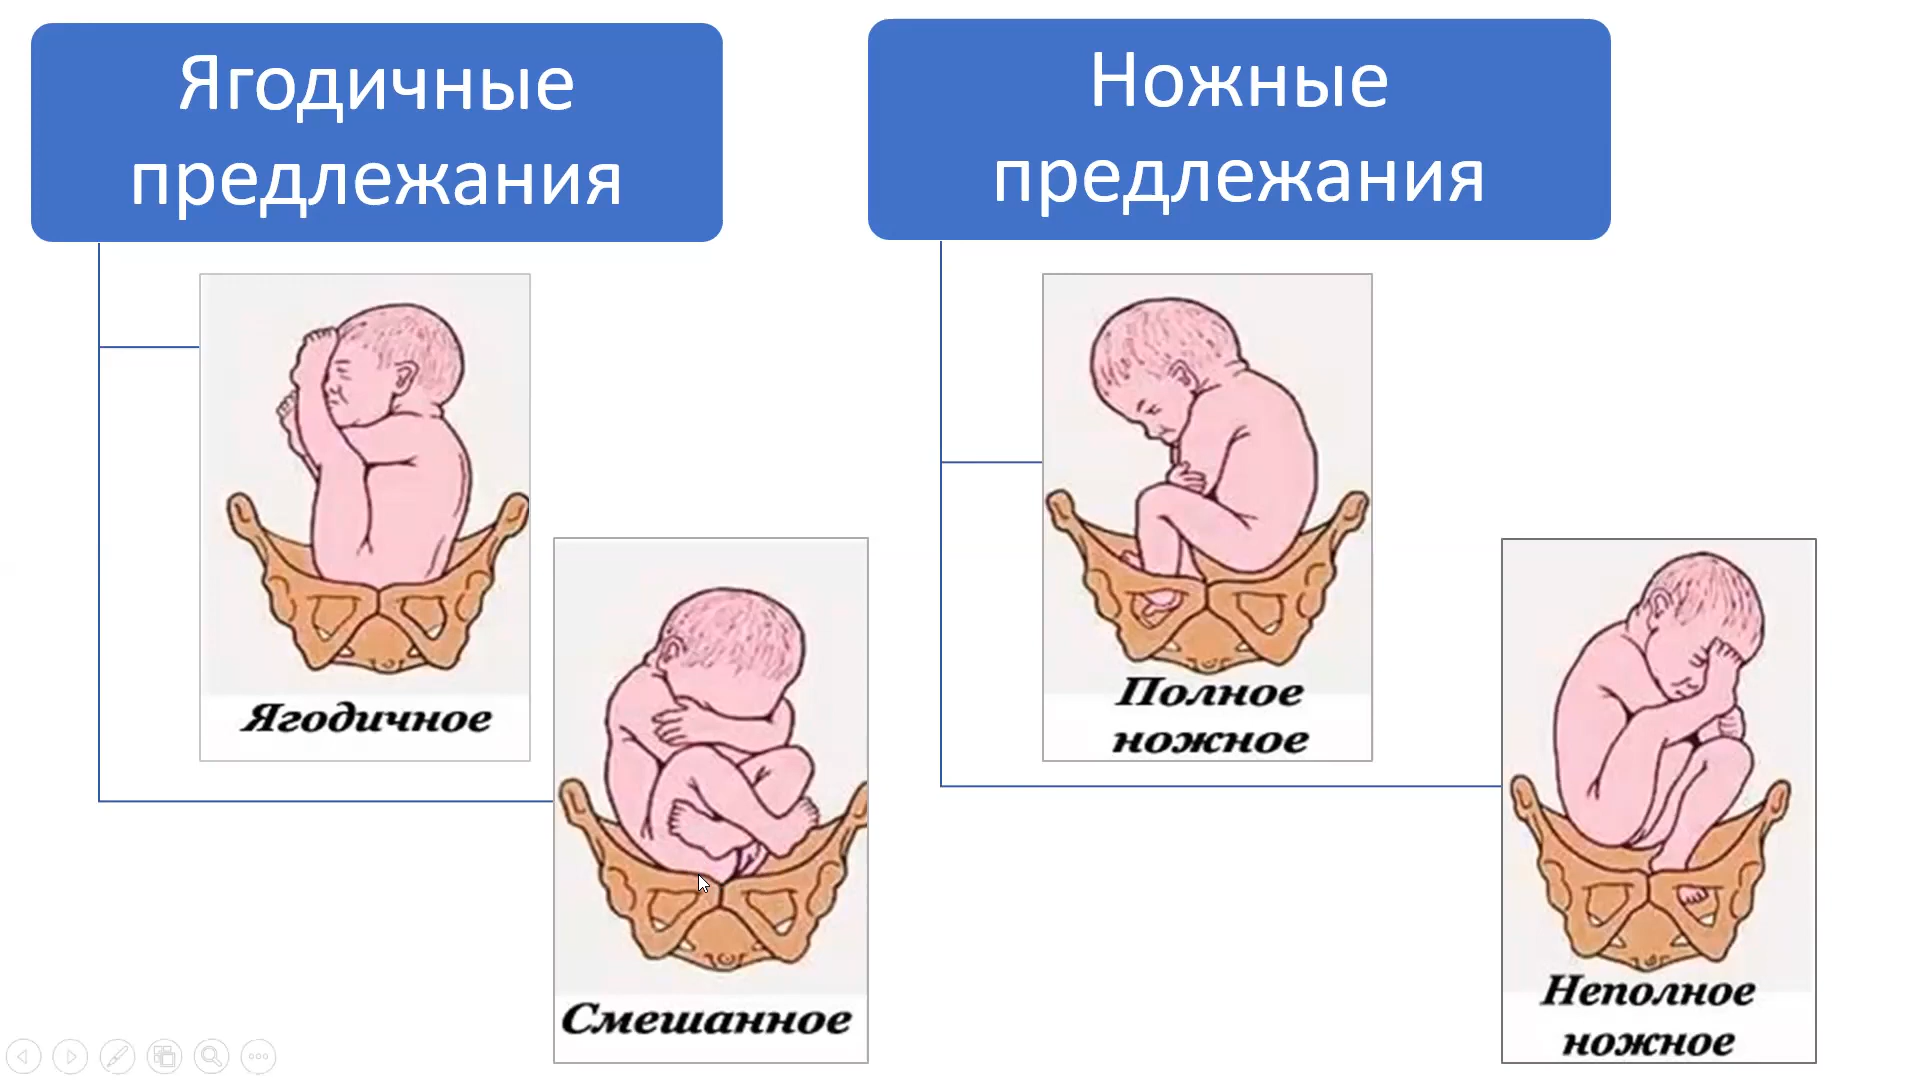 Ягодичные
предлежания
Ножные
предлежания
Ягодичное
Смешанное
Полное
ножное
Неполное
ножное